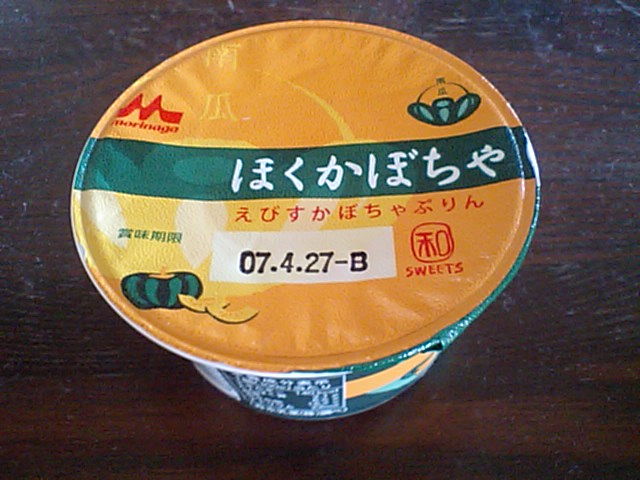 南
瓜
南
瓜
morinaga
ほくかぼちゃ
えびすかぼちゃぷりん
賞味期限
07.4.27-B
和
SWEETS